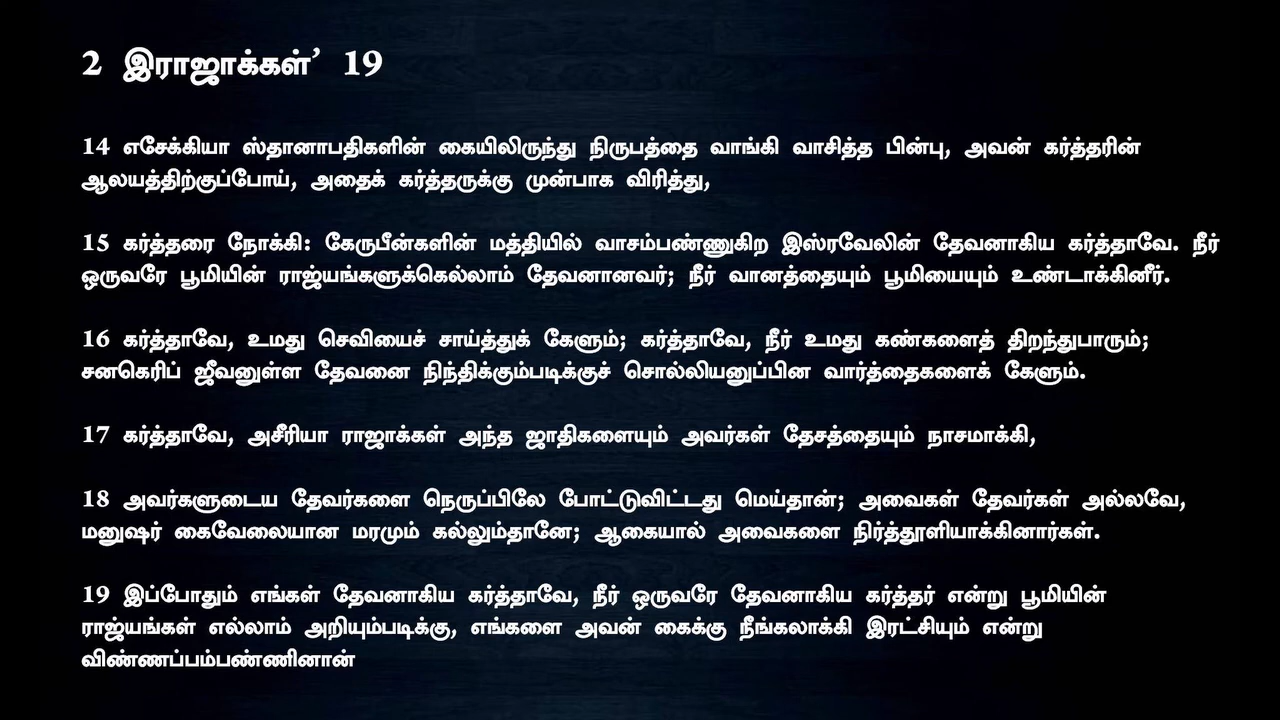 2 இராஜாக்கள்’ 19
14 எசேக்கியா ஸ்தானாபதிகளின் கையிலிருந்து நிருபத்தை வாங்கி வாசித்த பின்பு, அவன் கர்த்தரின்
ஆலயத்திற்குப்போய், அதைக் கர்த்தருக்கு முன்பாக விரித்து,
15 கர்த்தரை நோக்கி: கேருபீன்களின் மத்தியில் வாசம்பண்ணுகிற இஸ்ரவேலின் தேவனாகிய கர்த்தாவே. நீர்
ஒருவரே பூமியின் ராஜ்யங்களுக்கெல்லாம் தேவனானவர்; நீர் வானத்தையும் பூமியையும் உண்டாக்கினீர்.
16 கர்த்தாவே, உமது செவியைச் சாய்த்துக் கேளும்; கர்த்தாவே, நீர் உமது கண்களைத் திறந்துபாரும்;
சனகெரிப் ஜீவனுள்ள தேவனை நிந்திக்கும்படிக்குச் சொல்லியனுப்பின வார்த்தைகளைக் கேளும்.
17 கர்த்தாவே, அசீரியா ராஜாக்கள் அந்த ஜாதிகளையும் அவர்கள் தேசத்தையும் நாசமாக்கி,
18 அவர்களுடைய தேவர்களை நெருப்பிலே போட்டுவிட்டது மெய்தான்; அவைகள் தேவர்கள் அல்லவே,
மனுஷர் கைவேலையான மரமும் கல்லும்தானே; ஆகையால் அவைகளை நிர்த்தூளியாக்கினார்கள்.
19 இப்போதும் எங்கள் தேவனாகிய கர்த்தாவே, நீர் ஒருவரே தேவனாகிய கர்த்தர் என்று பூமியின்
ராஜ்யங்கள் எல்லாம் அறியும்படிக்கு, எங்களை அவன் கைக்கு நீங்கலாக்கி இரட்சியும் என்று
விண்ணப்பம்பண்ணினான்